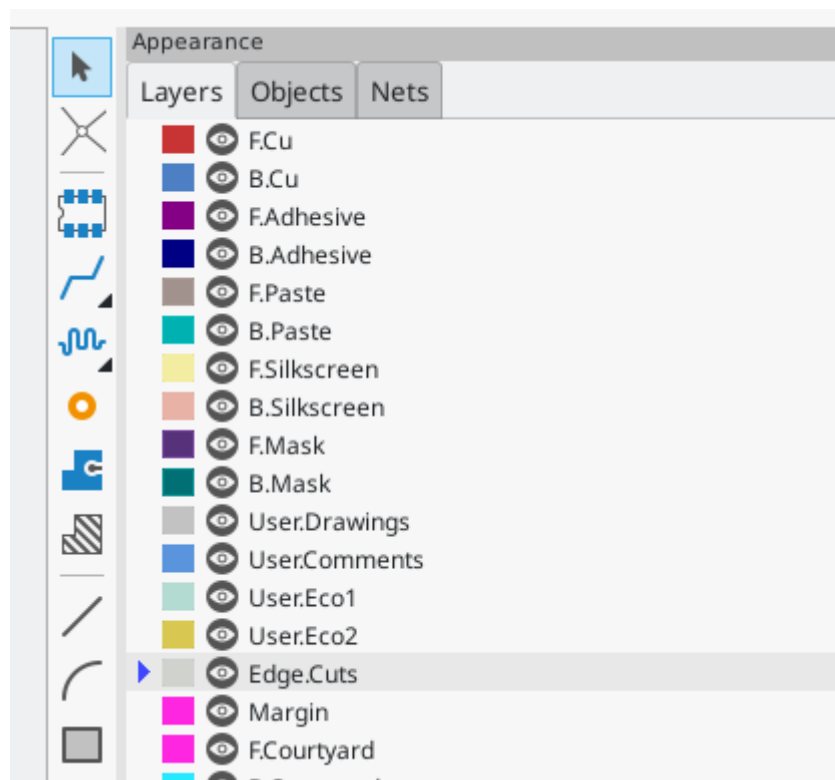 Appearance
Layers Objects Nets
F.Cu
B.Cu
F.Adhesive
B.Adhesive
F.Paste
B.Paste
F.Silkscreen
B.Silkscreen
F.Mask
B.Mask
User.Drawings
User.Comments
User.Eco1
User.Eco2
Edge.Cuts
Margin
F.Courtyard